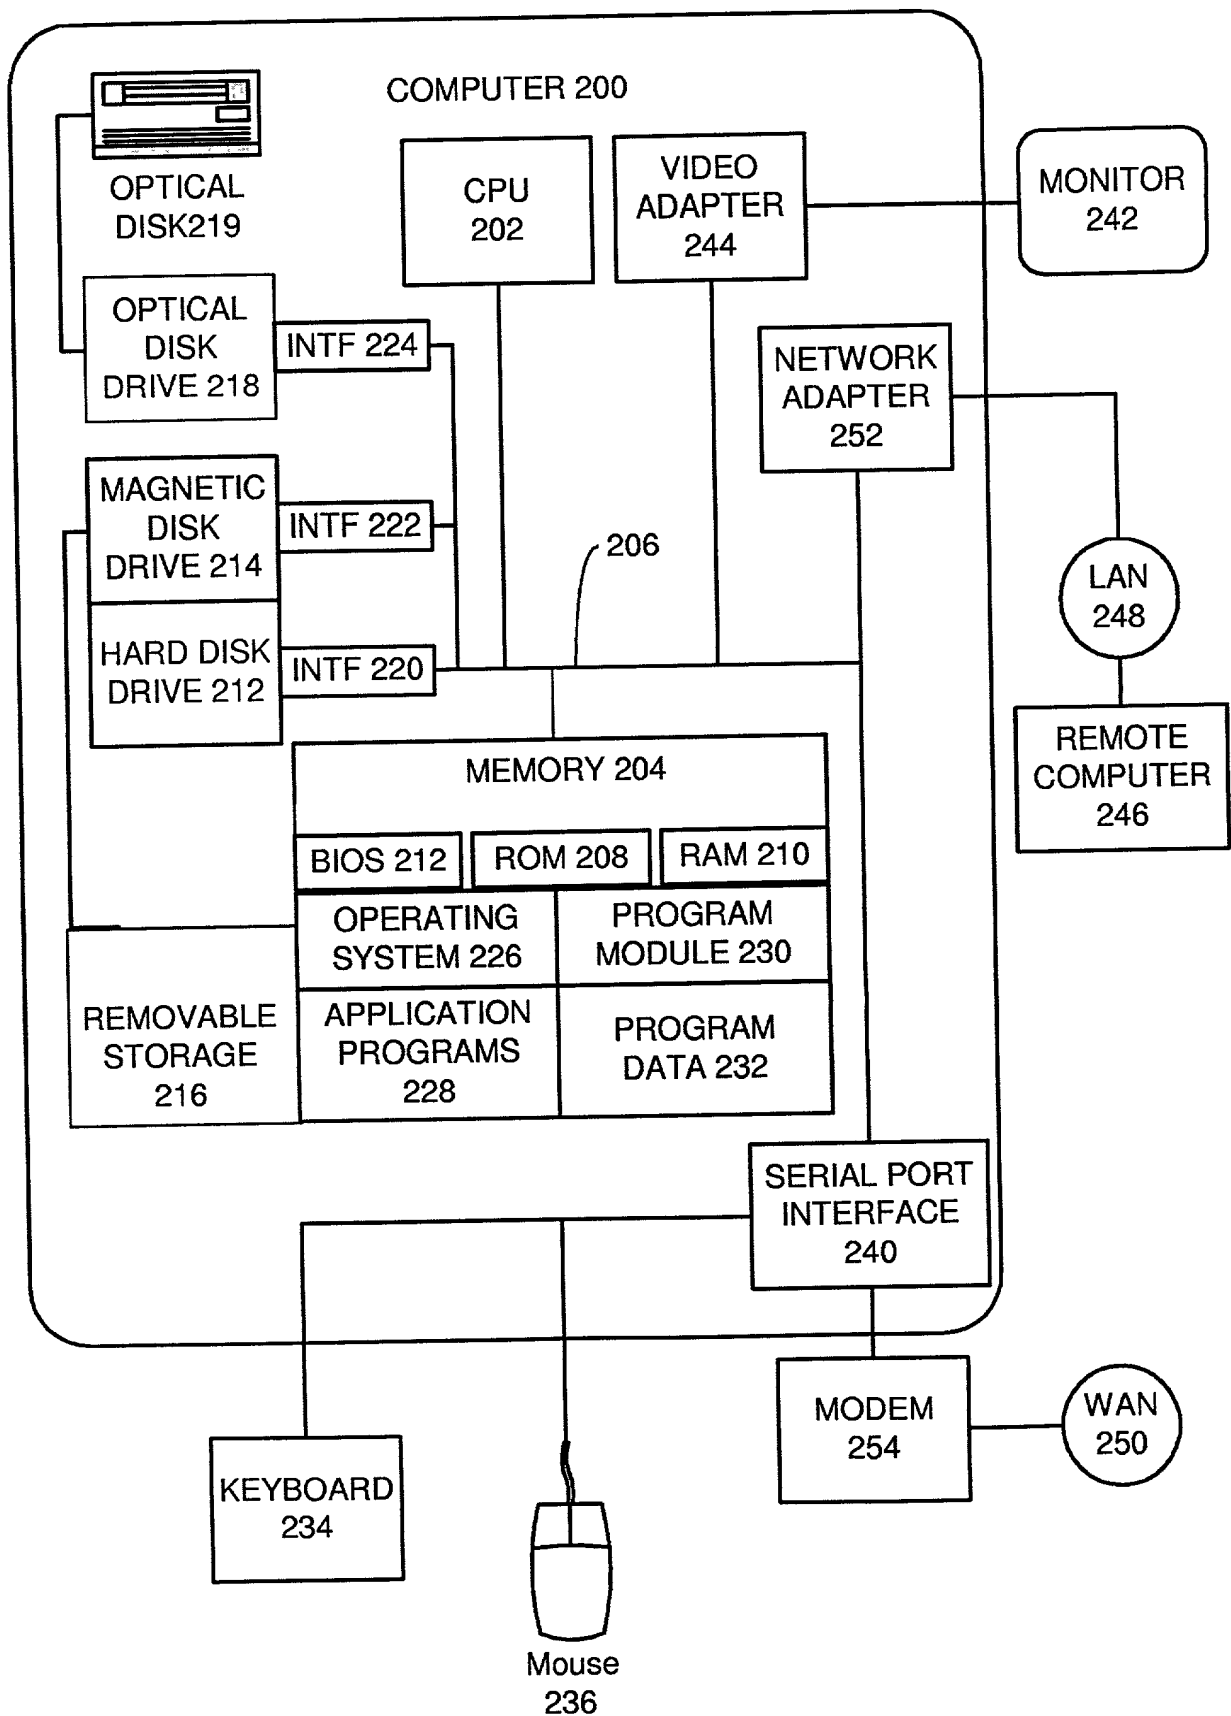 COMPUTER 200
OPTICAL
DISK219
CPU
202
VIDEO
ADAPTER
244
MONITOR
242
OPTICAL
DISK
DRIVE 218
INTF 224
NETWORK
ADAPTER
252
MAGNETIC
DISK
DRIVE 214
INTF 222
206
LAN
248
HARD DISK
DRIVE 212
INTF 220
REMOTE
COMPUTER
246
MEMORY 204
BIOS 212
ROM 208
RAM 210
OPERATING
SYSTEM 226
PROGRAM
MODULE 230
REMOVABLE
STORAGE
216
APPLICATION
PROGRAMS
228
PROGRAM
DATA 232
SERIAL PORT
INTERFACE
240
MODEM
254
WAN
250
KEYBOARD
234
Mouse
236